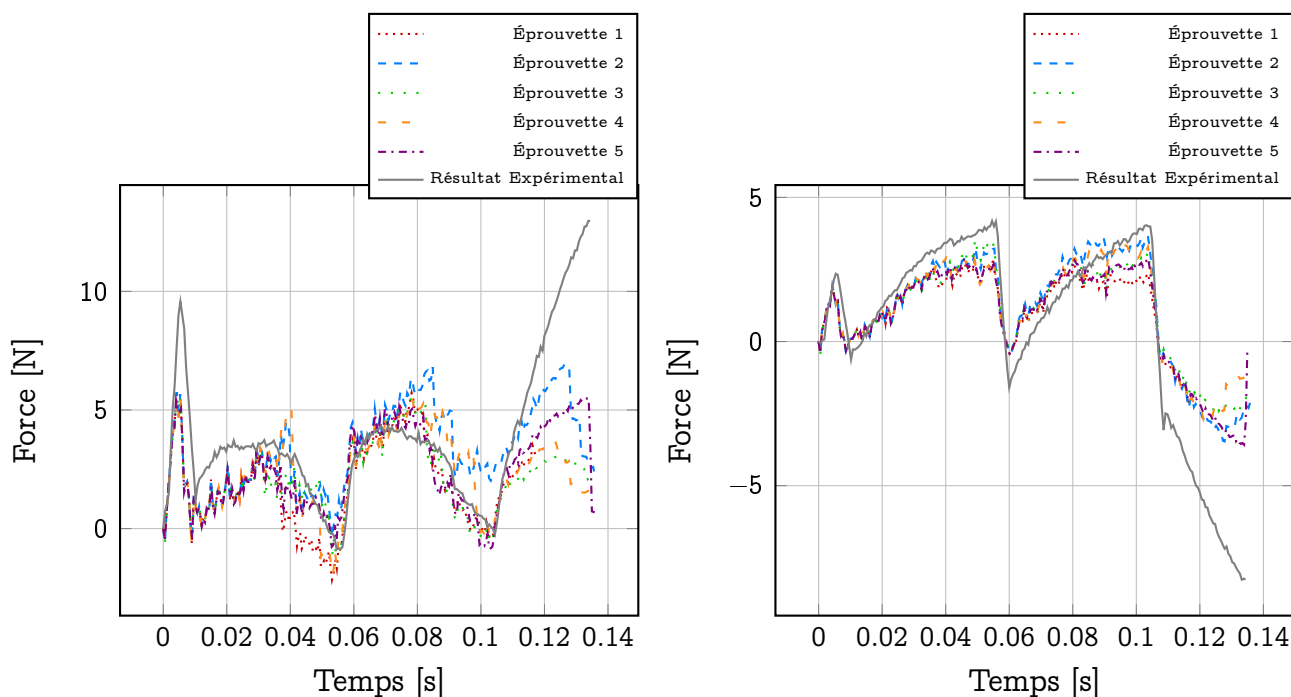 Éprouvette 1
Éprouvette 2
Éprouvette 3
Éprouvette 4
Éprouvette 5
Résultat Expérimental
10
5
0
Force [N]
0 0.02 0.04 0.06 0.08 0.1 0.12 0.14
Temps [s]
Éprouvette 1
Éprouvette 2
Éprouvette 3
Éprouvette 4
Éprouvette 5
Résultat Expérimental
5
0
−5
Force [N]
0 0.02 0.04 0.06 0.08 0.1 0.12 0.14
Temps [s]